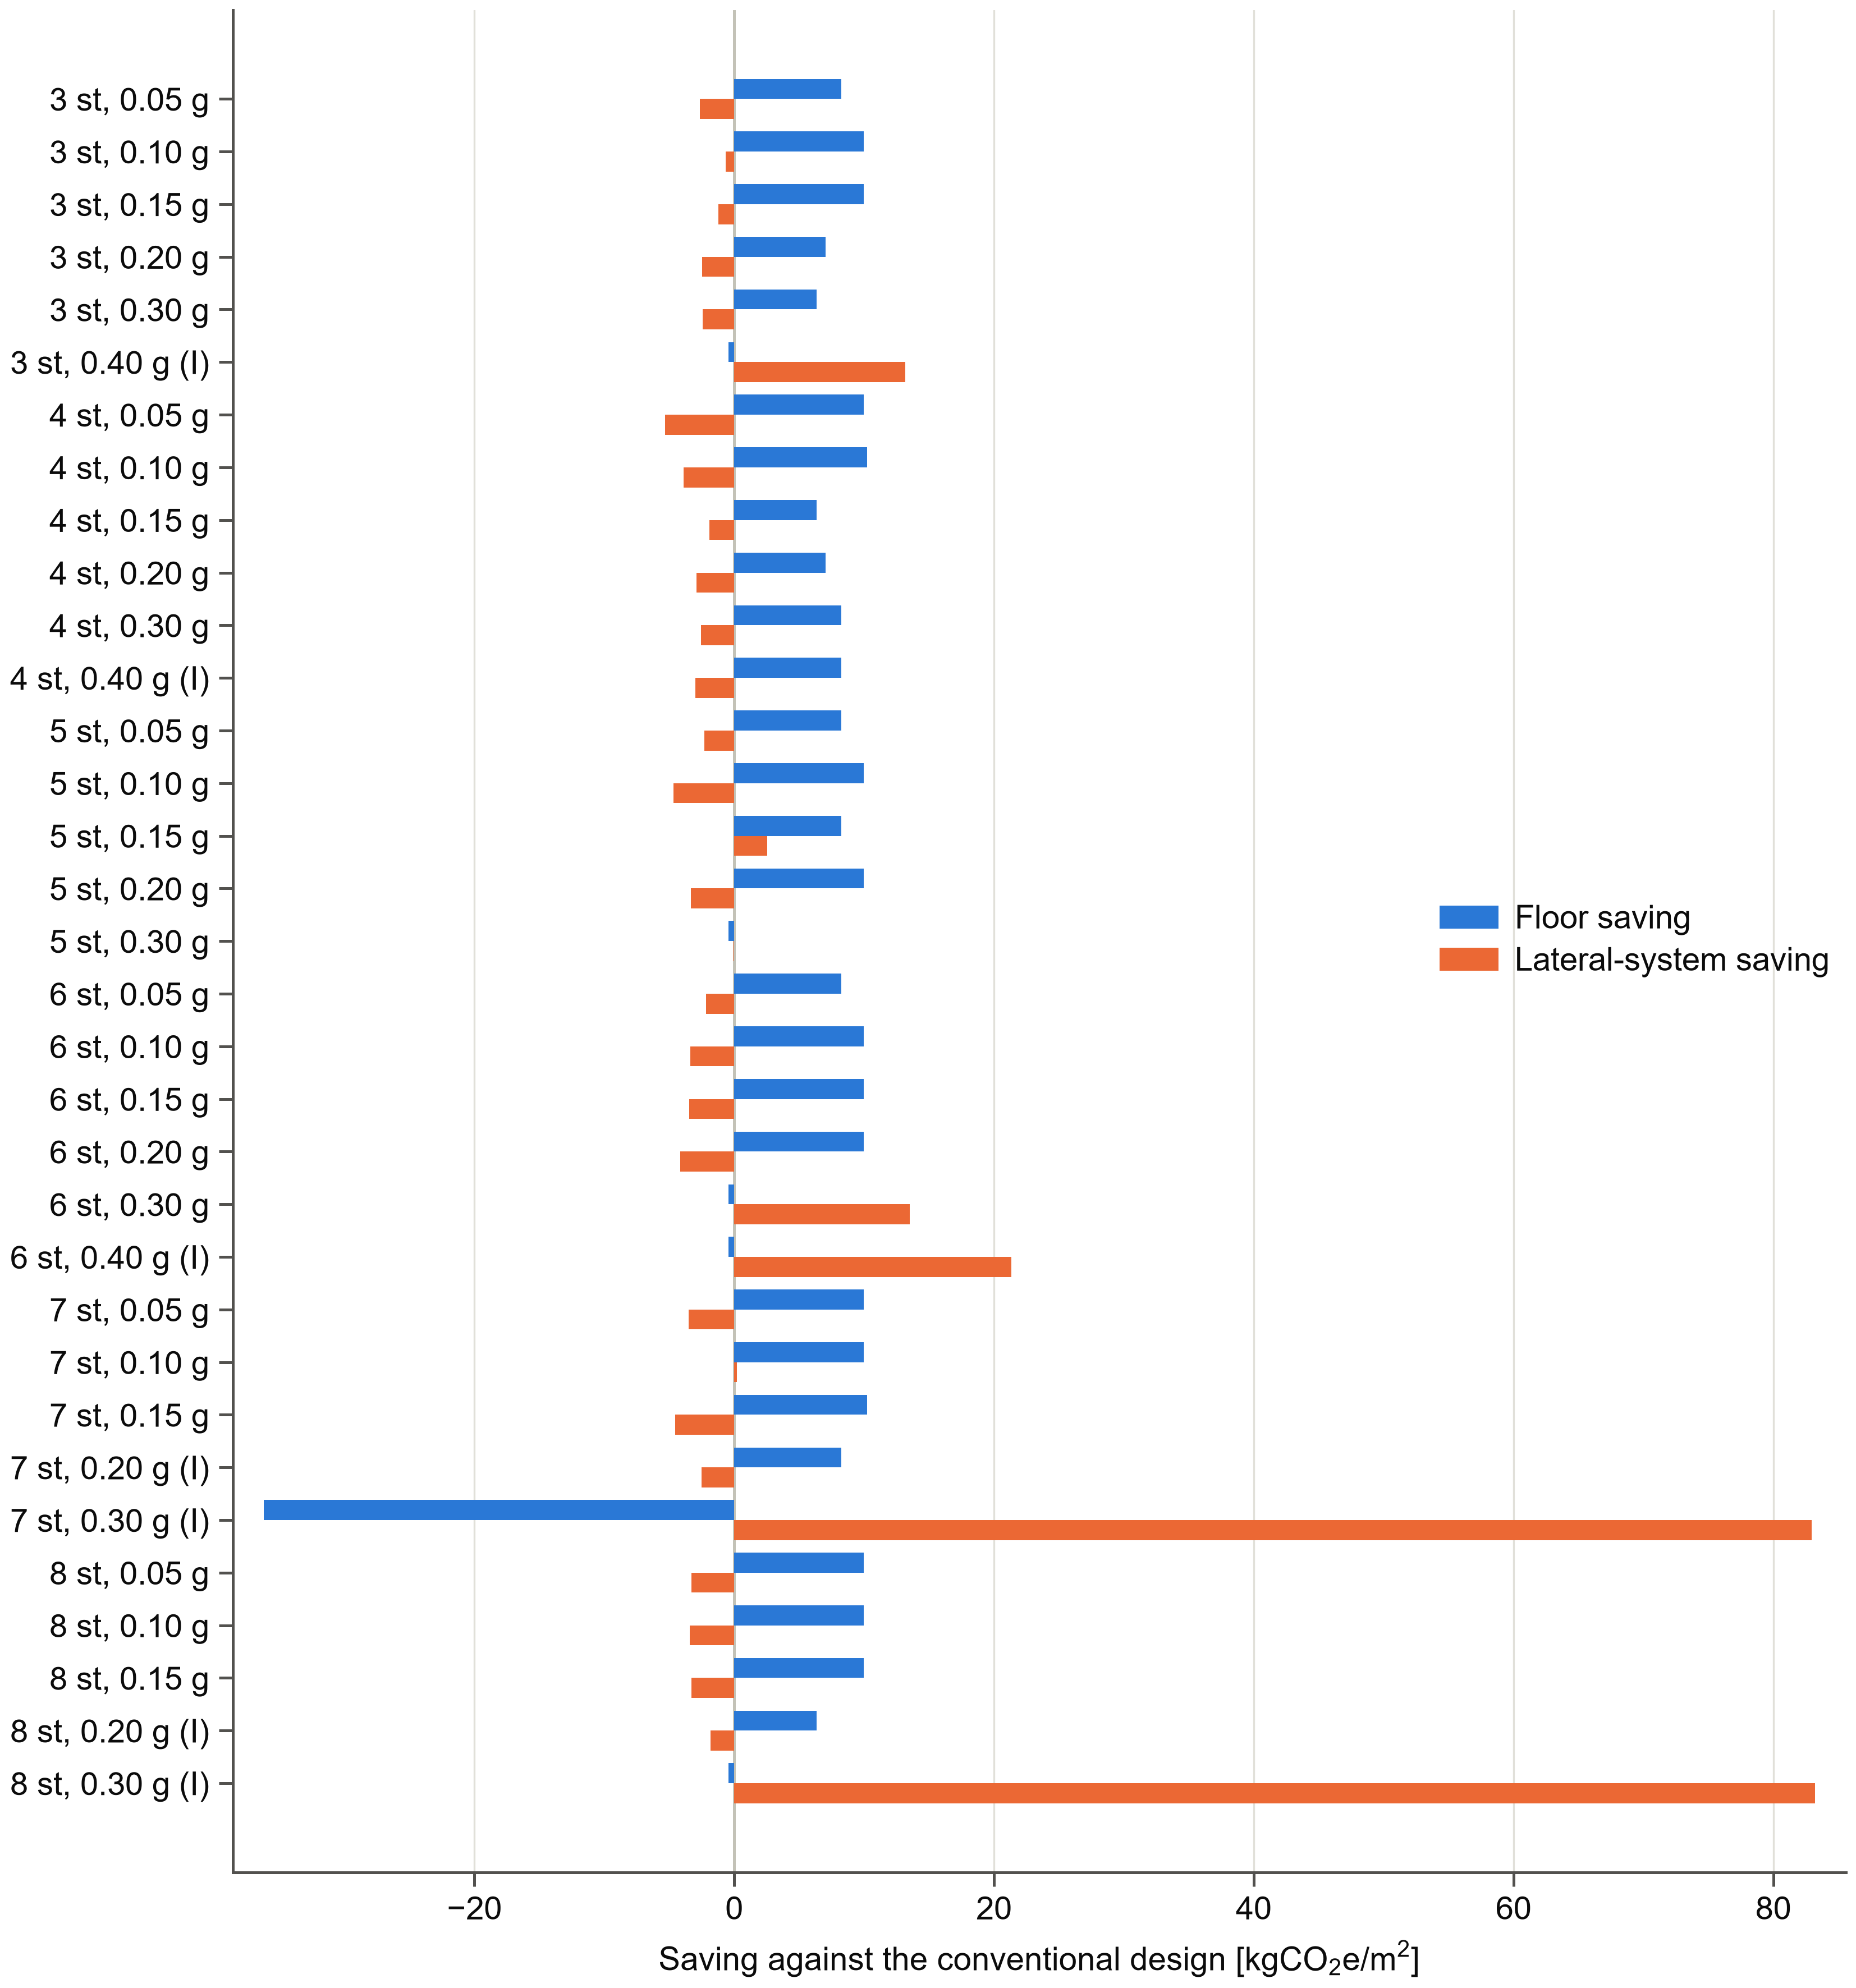 3 st, 0.05 g
3 st, 0.10 g
3 st, 0.15 g
3 st, 0.20 g
3 st, 0.30 g
3 st, 0.40 g (I)
4 st, 0.05 g
4 st, 0.10 g
4 st, 0.15 g
4 st, 0.20 g
4 st, 0.30 g
4 st, 0.40 g (I)
5 st, 0.05 g
5 st, 0.10 g
5 st, 0.15 g
5 st, 0.20 g
5 st, 0.30 g
6 st, 0.05 g
6 st, 0.10 g
6 st, 0.15 g
6 st, 0.20 g
6 st, 0.30 g
6 st, 0.40 g (I)
7 st, 0.05 g
7 st, 0.10 g
7 st, 0.15 g
7 st, 0.20 g (I)
7 st, 0.30 g (I)
8 st, 0.05 g
8 st, 0.10 g
8 st, 0.15 g
8 st, 0.20 g (I)
8 st, 0.30 g (I)
Floor saving
Lateral-system saving
−20 0 20 40 60 80
Saving against the conventional design [kgCO₂e/m²]